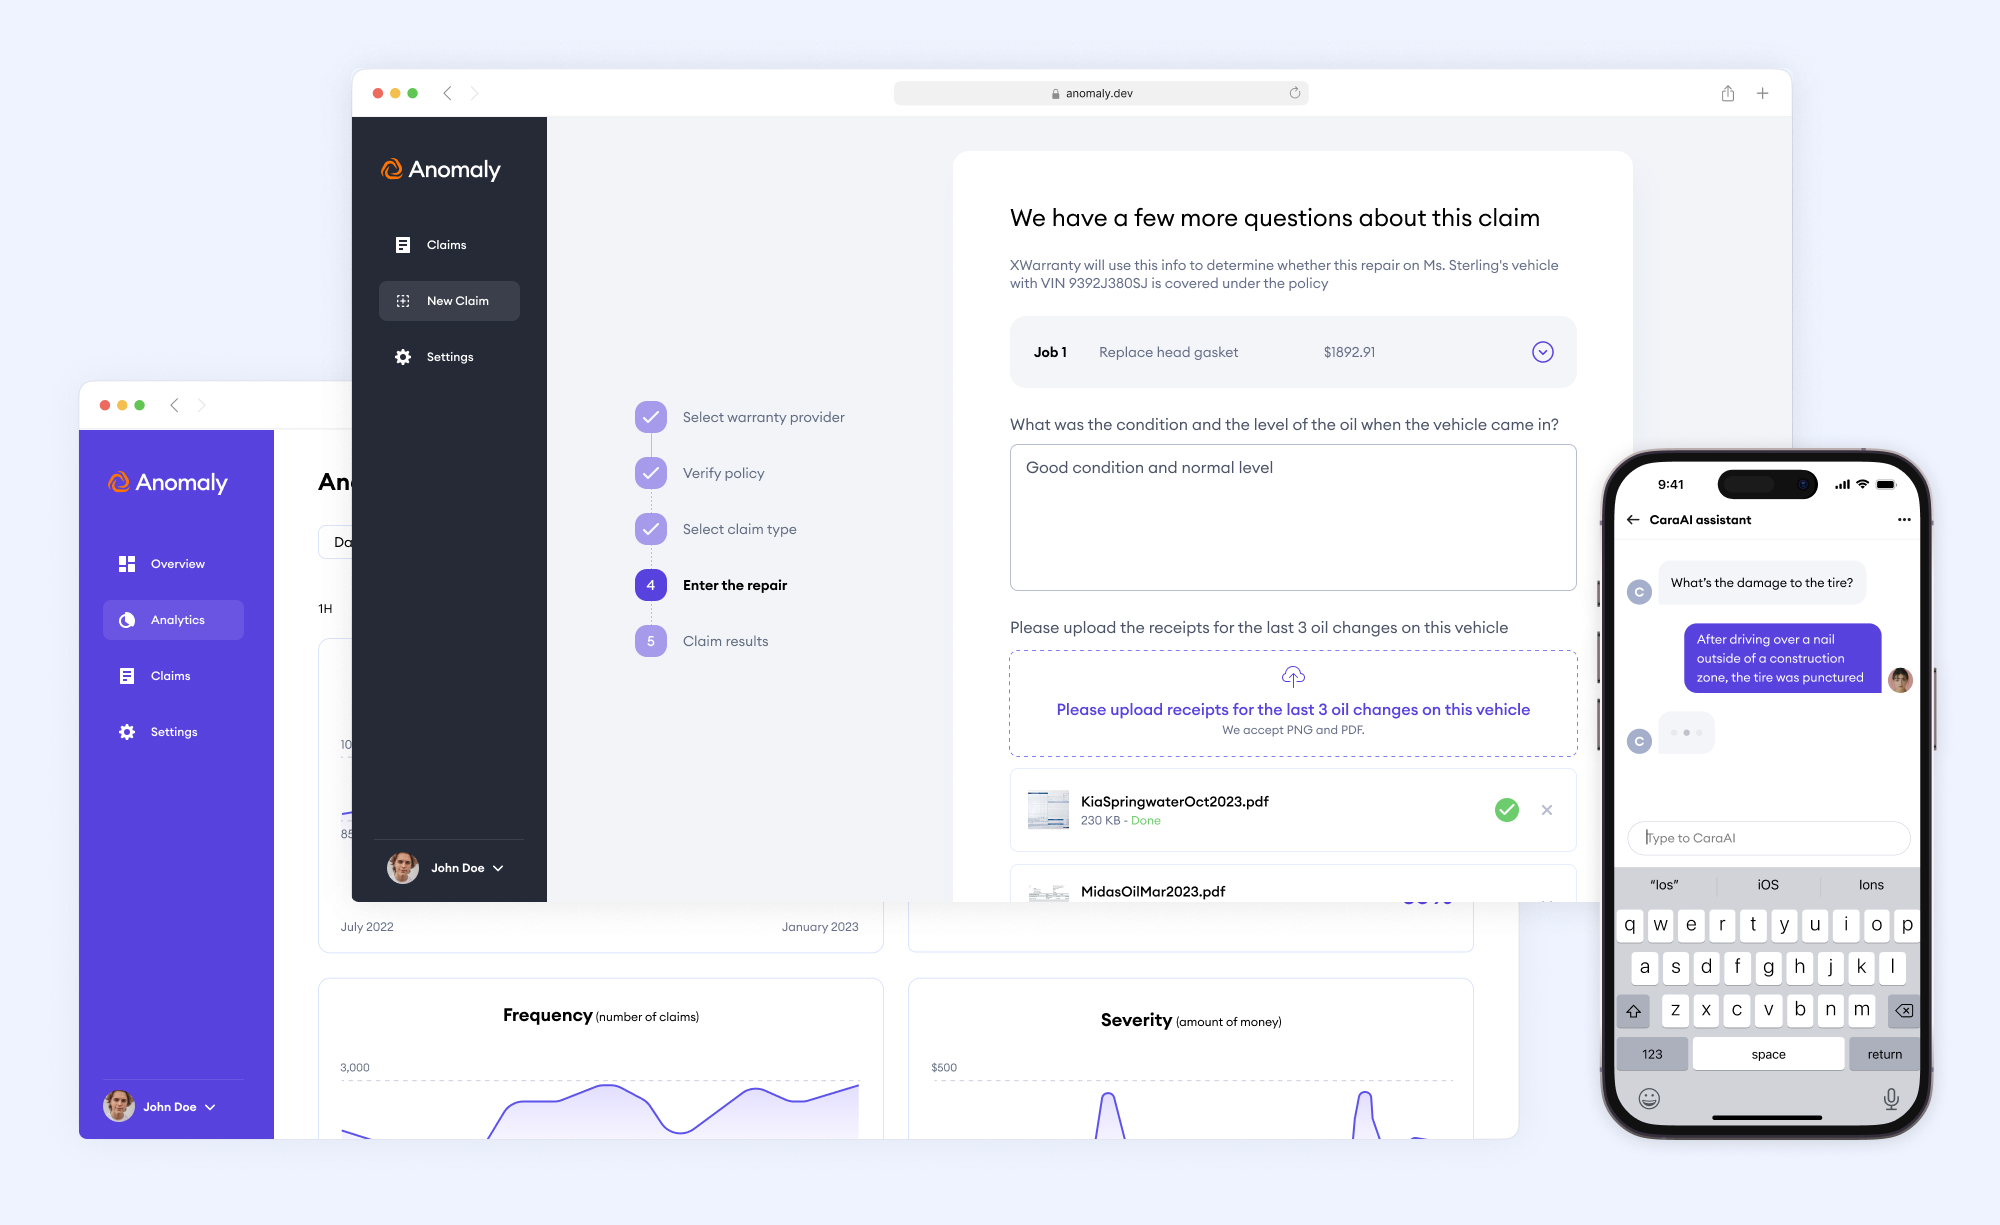 anomaly.dev
Anomaly
Claims
New Claim
Settings
John Doe
Select warranty provider
Verify policy
Select claim type
4 Enter the repair
5 Claim results
We have a few more questions about this claim
XWarranty will use this info to determine whether this repair on Ms. Sterling's vehicle
with VIN 9392J380SJ is covered under the policy
Job 1 Replace head gasket $1892.91
What was the condition and the level of the oil when the vehicle came in?
Good condition and normal level
Please upload the receipts for the last 3 oil changes on this vehicle
Please upload receipts for the last 3 oil changes on this vehicle
We accept PNG and PDF.
KiaSpringwaterOct2023.pdf
230 KB - Done
MidasOilMar2023.pdf
Anomaly
Overview
Analytics
Claims
Settings
John Doe
An
Da
1H
10
85
July 2022 January 2023
Frequency (number of claims)
3,000
Severity (amount of money)
$500
9:41
CaraAI assistant
C
What's the damage to the tire?
After driving over a nail
outside of a construction
zone, the tire was punctured
C
Type to CaraAI
“Ios” iOS Ions
q w e r t y u i o p
a s d f g h j k l
z x c v b n m
123 space return